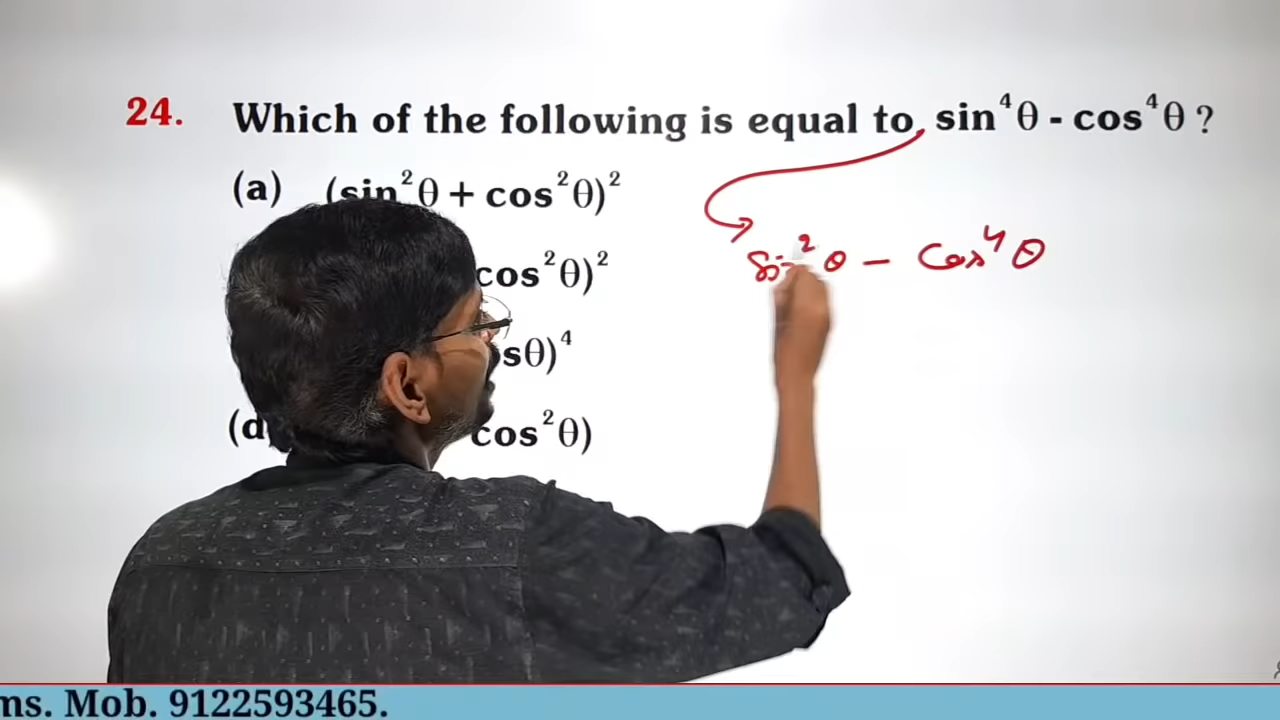 24. Which of the following is equal to sin⁴θ - cos⁴θ ?
(a) (sin²θ + cos²θ)²
sin²θ – cos⁴θ
cos²θ)²
sθ)⁴
(d cos²θ)
ms. Mob. 9122593465.